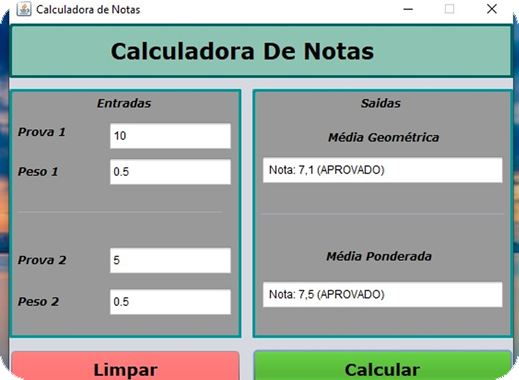 Calculadora de Notas
Calculadora De Notas
Entradas
Prova 1
10
Peso 1
0.5
Prova 2
5
Peso 2
0.5
Saidas
Média Geométrica
Nota: 7,1 (APROVADO)
Média Ponderada
Nota: 7,5 (APROVADO)
Limpar
Calcular